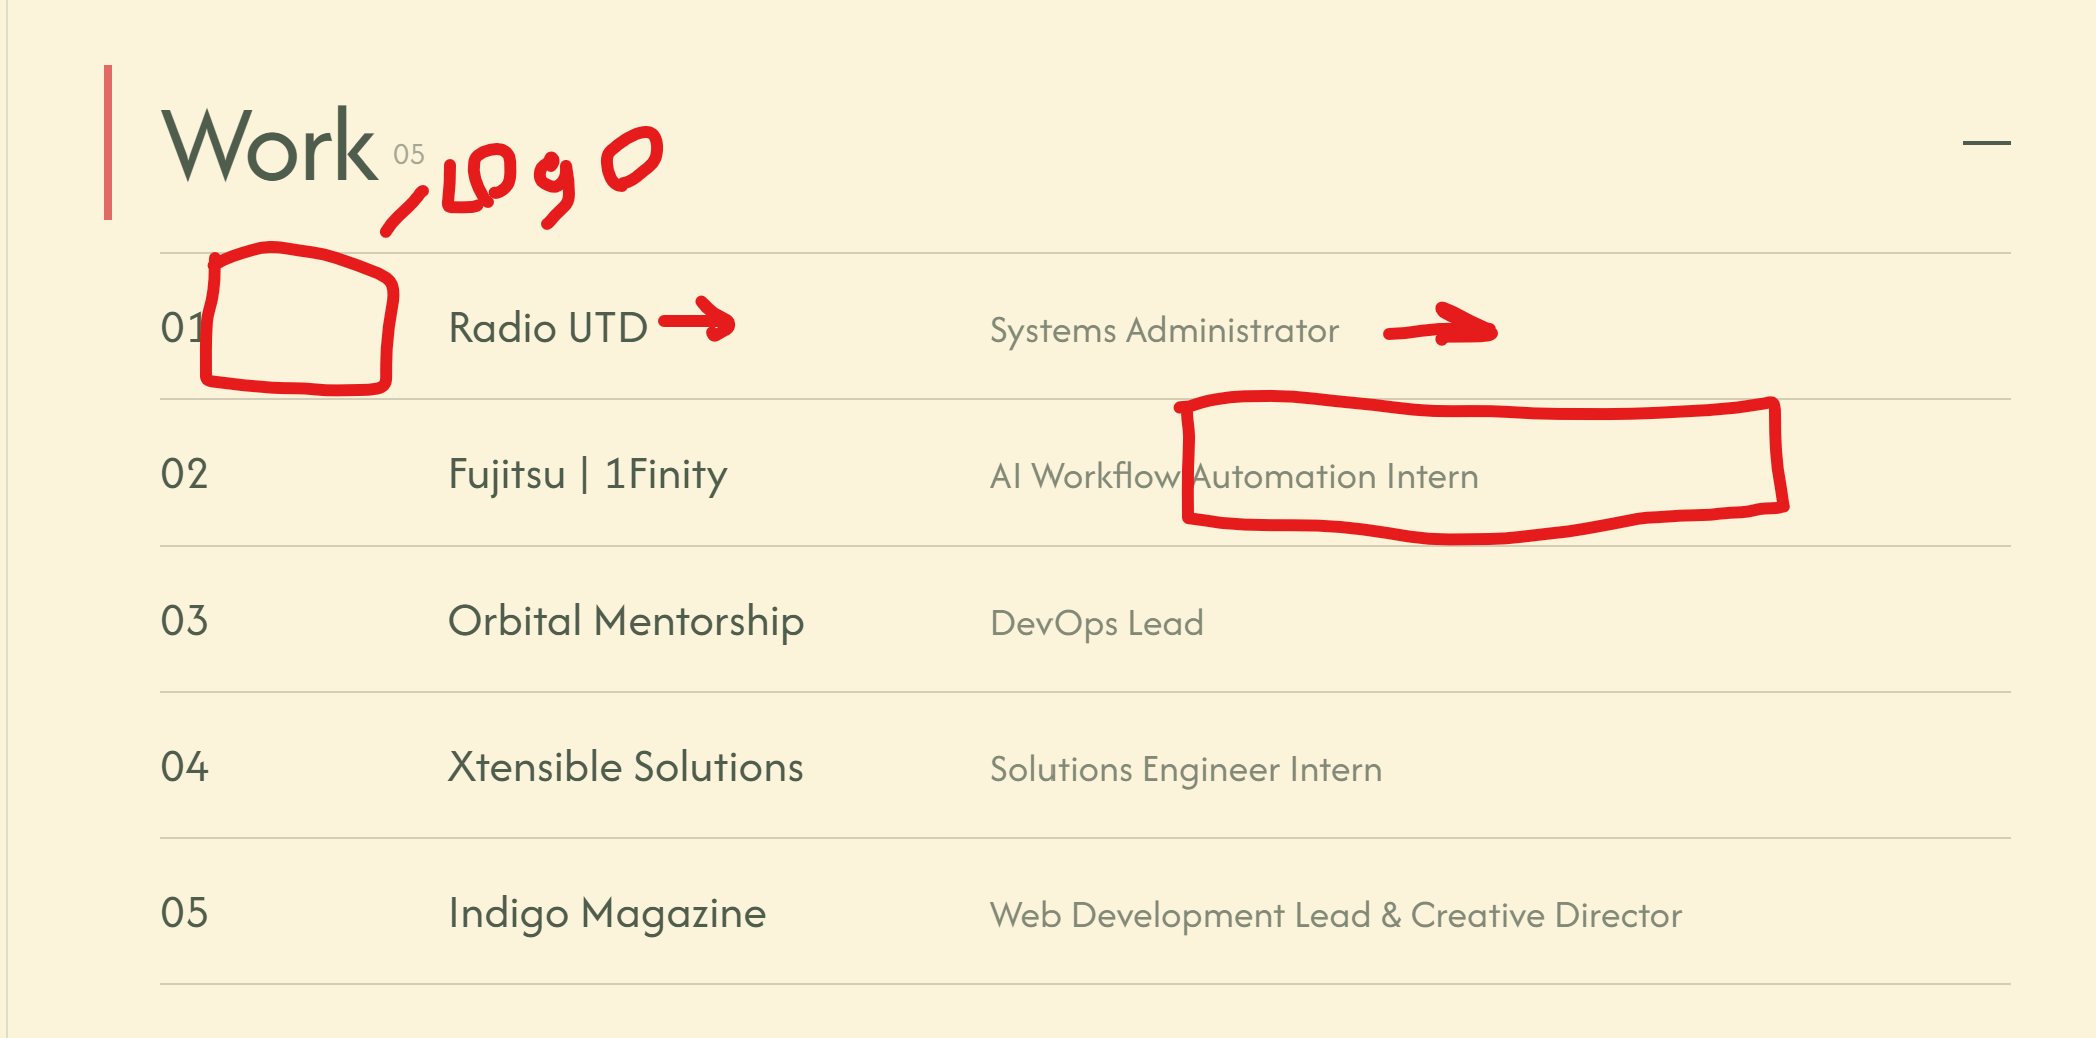 Work 05 Logo
01 Radio UTD → Systems Administrator →
02 Fujitsu | 1Finity AI Workflow Automation Intern
03 Orbital Mentorship DevOps Lead
04 Xtensible Solutions Solutions Engineer Intern
05 Indigo Magazine Web Development Lead & Creative Director